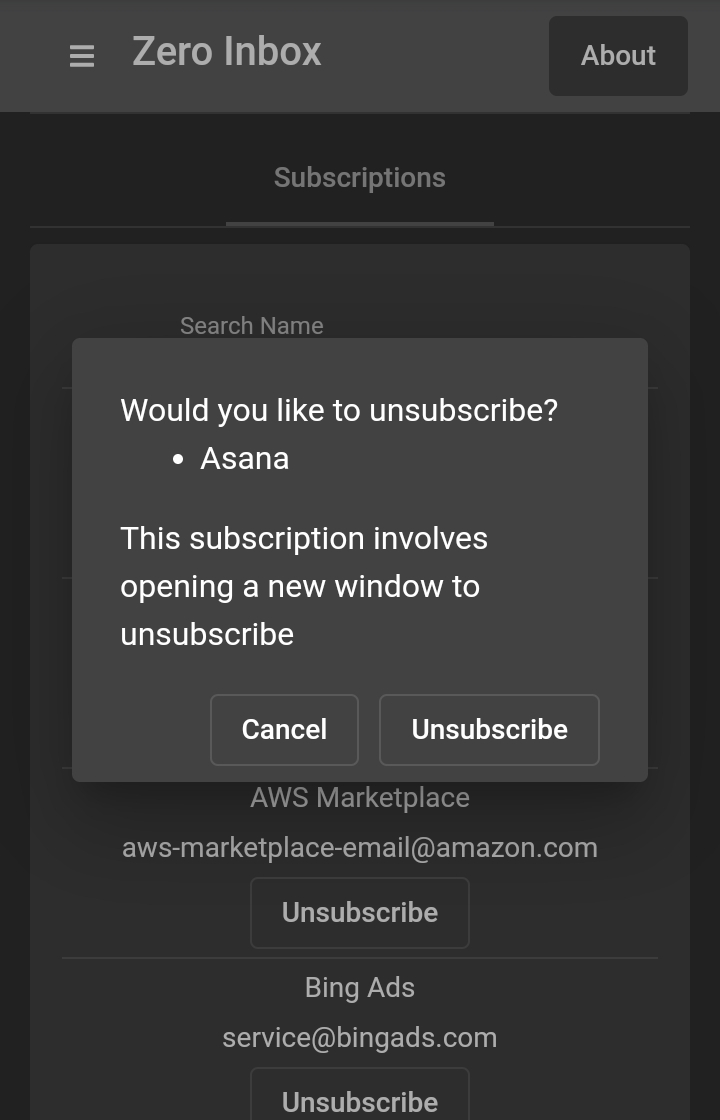 Zero Inbox
About
Subscriptions
Search Name
Would you like to unsubscribe?
• Asana
This subscription involves
opening a new window to
unsubscribe
Cancel
Unsubscribe
AWS Marketplace
aws-marketplace-email@amazon.com
Unsubscribe
Bing Ads
service@bingads.com
Unsubscribe